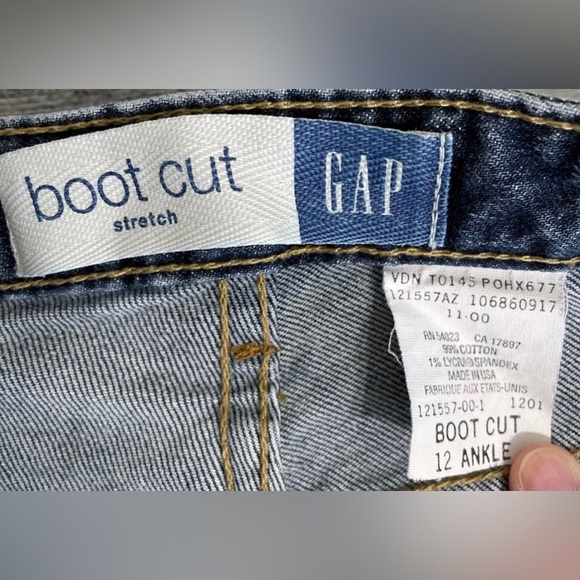 boot cut
stretch
GAP
VDN T0145 POHX677
121557AZ 106860917
11-00
RN 54023 CA 17897
99% COTTON
1% LYCRA® SPANDEX
MADE IN USA
FABRIQUE AUX ETATS-UNIS
121557-00-1 1201
BOOT CUT
12 ANKLE